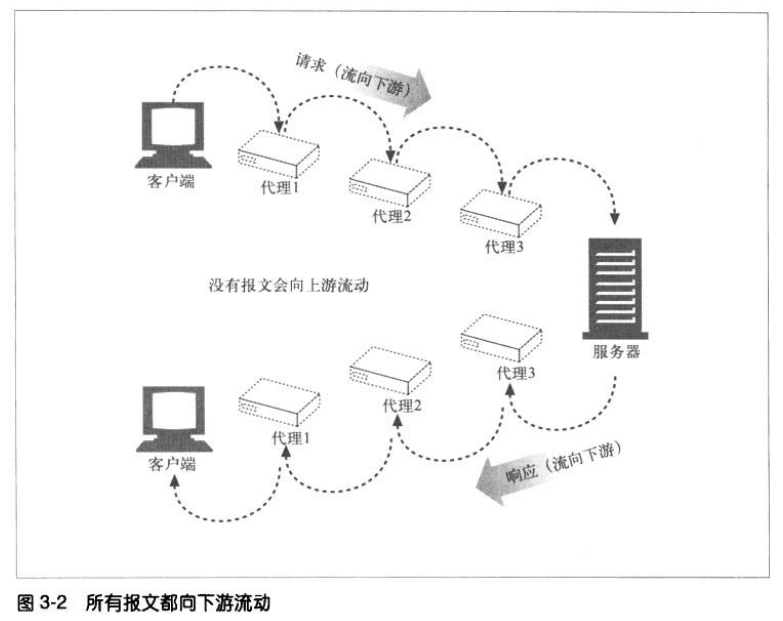 请求（流向下游）
客户端
代理1
代理2
代理3
没有报文会向上游流动
服务器
代理3
代理2
代理1
客户端
响应（流向下游）
图 3-2 所有报文都向下游流动